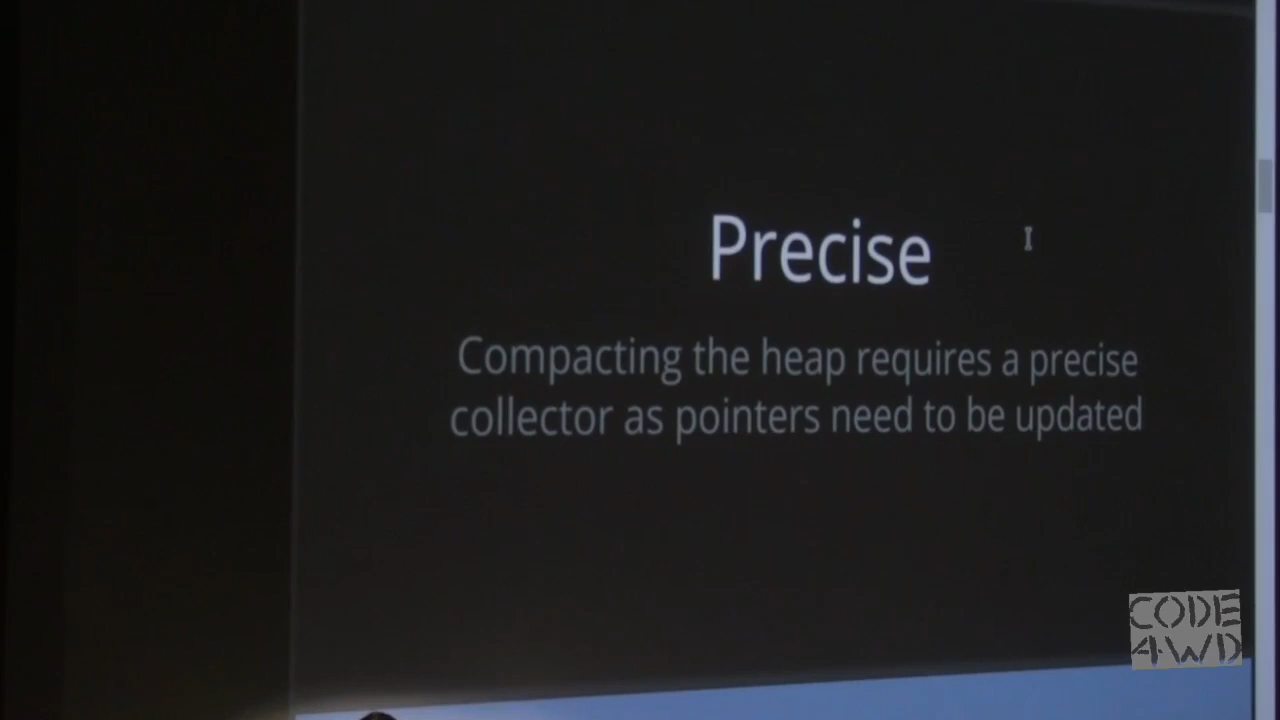 Precise
Compacting the heap requires a precise
collector as pointers need to be updated
CODE
4WD